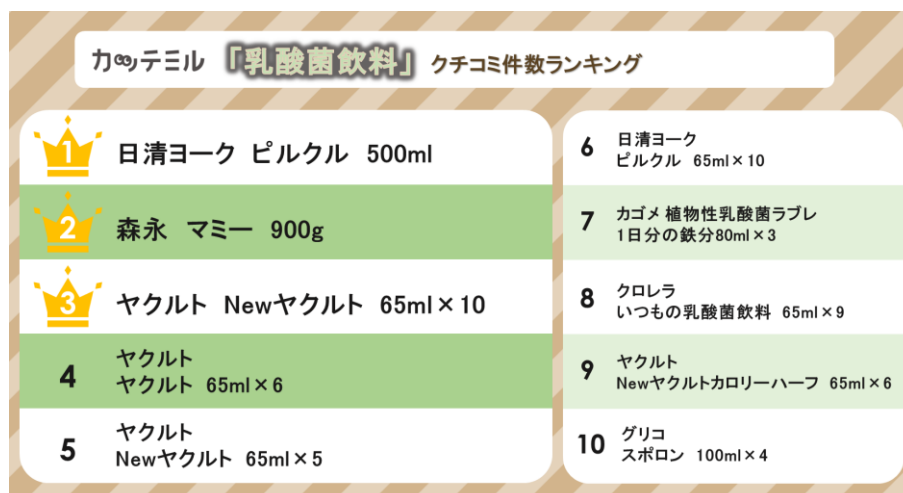 カッテミル 「乳酸菌飲料」 クチコミ件数ランキング
1 日清ヨーク ピルクル 500ml
2 森永 マミー 900g
3 ヤクルト Newヤクルト 65ml×10
4 ヤクルト
ヤクルト 65ml×6
5 ヤクルト
Newヤクルト 65ml×5
6 日清ヨーク
ピルクル 65ml×10
7 カゴメ 植物性乳酸菌ラブレ
1日分の鉄分80ml×3
8 クロレラ
いつもの乳酸菌飲料 65ml×9
9 ヤクルト
Newヤクルトカロリーハーフ 65ml×6
10 グリコ
スポロン 100ml×4